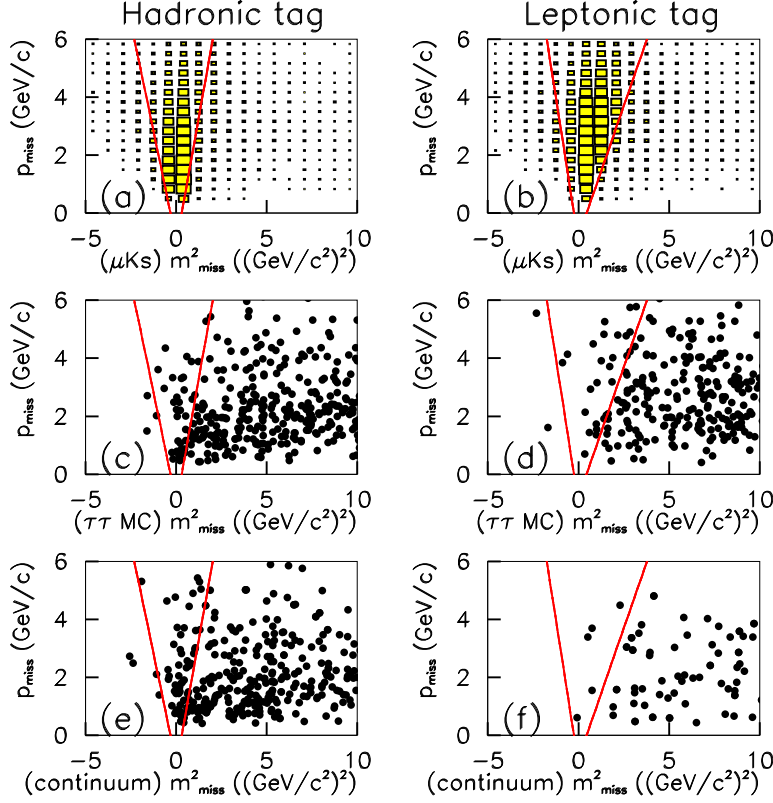 Hadronic tag Leptonic tag
6 6
4 4
2 2
0 0
p_miss (GeV/c) p_miss (GeV/c)
(a) (b)
-5 0 5 10 -5 0 5 10
(μKs) m²_miss ((GeV/c²)²) (μKs) m²_miss ((GeV/c²)²)
6 6
4 4
2 2
0 0
p_miss (GeV/c) p_miss (GeV/c)
(c) (d)
-5 0 5 10 -5 0 5 10
(ττ MC) m²_miss ((GeV/c²)²) (ττ MC) m²_miss ((GeV/c²)²)
6 6
4 4
2 2
0 0
p_miss (GeV/c) p_miss (GeV/c)
(e) (f)
-5 0 5 10 -5 0 5 10
(continuum) m²_miss ((GeV/c²)²) (continuum) m²_miss ((GeV/c²)²)